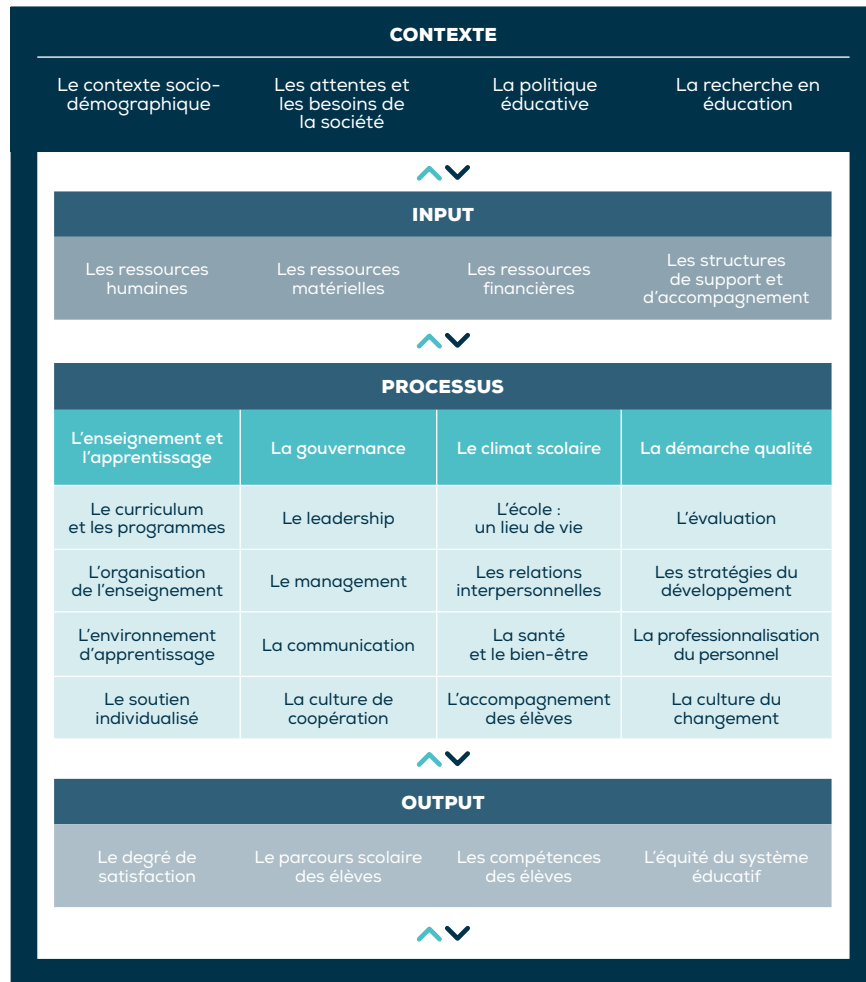 CONTEXTE
Le contexte socio-
démographique
Les attentes et
les besoins de
la société
La politique
éducative
La recherche en
éducation
INPUT
Les ressources
humaines
Les ressources
matérielles
Les ressources
financières
Les structures
de support et
d'accompagnement
PROCESSUS
L'enseignement et
l'apprentissage
La gouvernance
Le climat scolaire
La démarche qualité
Le curriculum
et les programmes
Le leadership
L'école :
un lieu de vie
L'évaluation
L'organisation
de l'enseignement
Le management
Les relations
interpersonnelles
Les stratégies du
développement
L'environnement
d'apprentissage
La communication
La santé
et le bien-être
La professionnalisation
du personnel
Le soutien
individualisé
La culture de
coopération
L'accompagnement
des élèves
La culture du
changement
OUTPUT
Le degré de
satisfaction
Le parcours scolaire
des élèves
Les compétences
des élèves
L'équité du système
éducatif